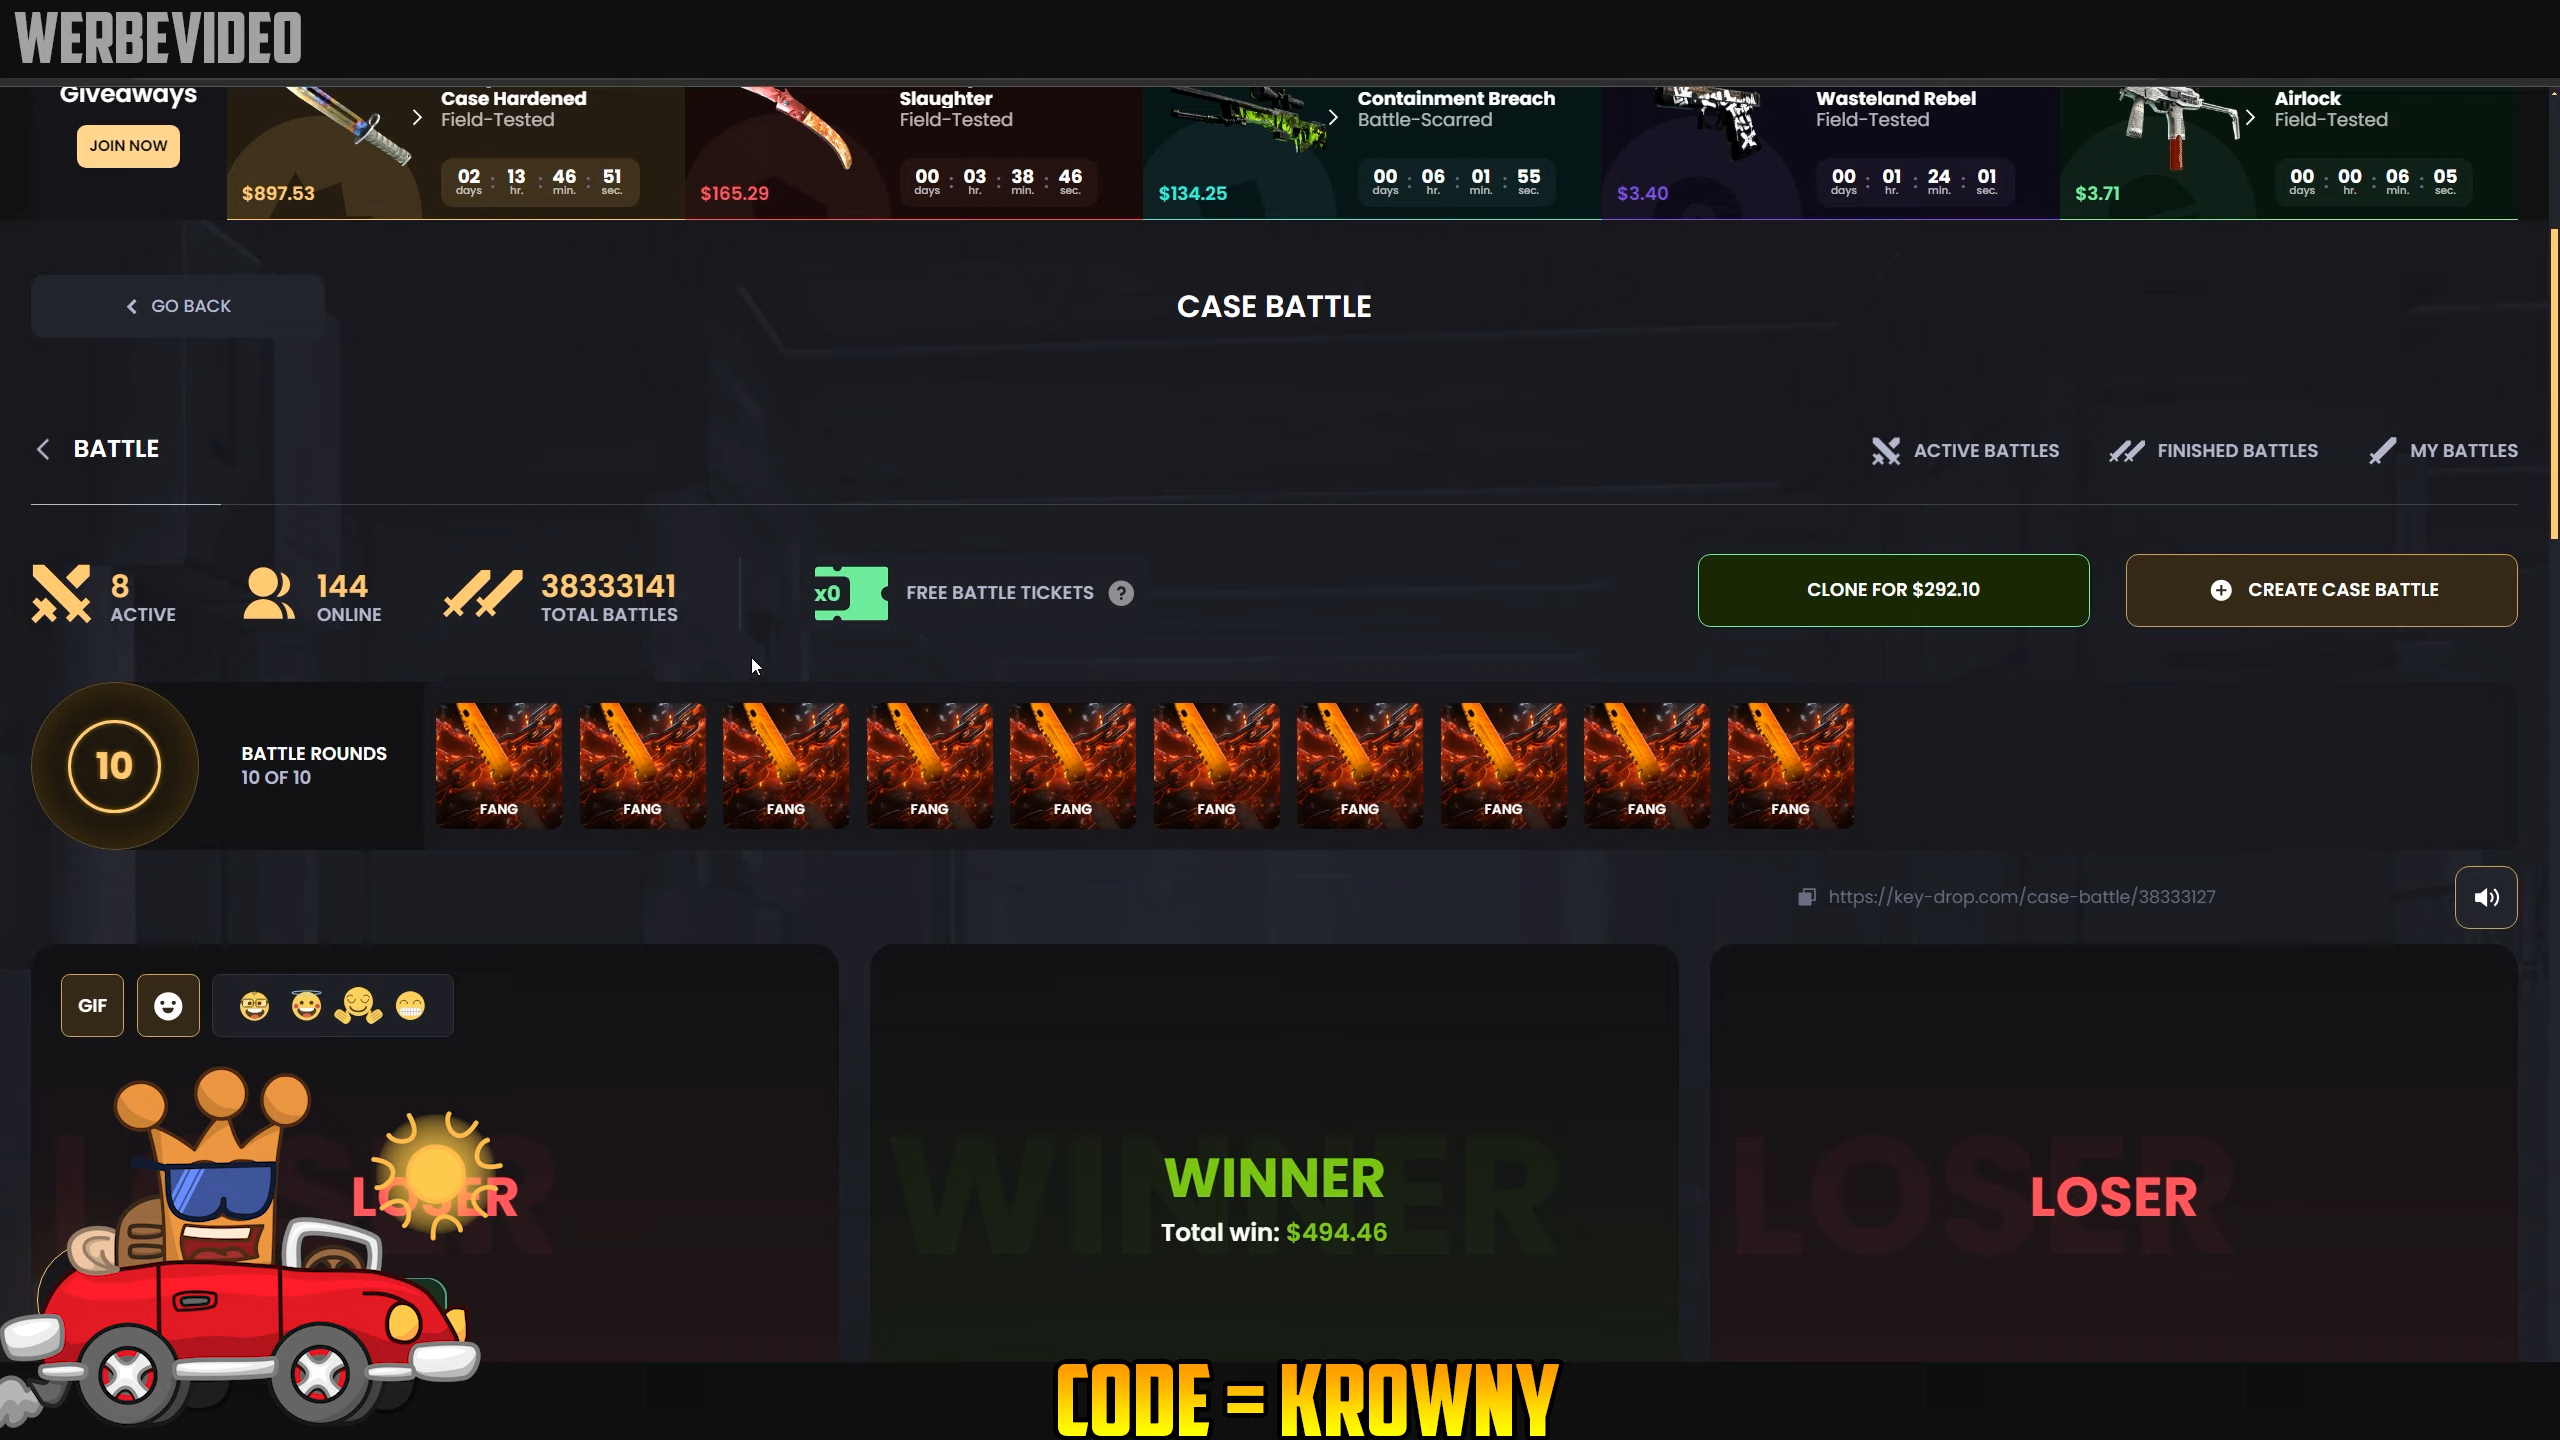 WERBEVIDEO
Giveaways
JOIN NOW
Case Hardened
Field-Tested
$897.53
02 : 13 : 46 : 51
days hr. min. sec.
Slaughter
Field-Tested
$165.29
00 : 03 : 38 : 46
days hr. min. sec.
Containment Breach
Battle-Scarred
$134.25
00 : 06 : 01 : 55
days hr. min. sec.
Wasteland Rebel
Field-Tested
$3.40
00 : 01 : 24 : 01
days hr. min. sec.
Airlock
Field-Tested
$3.71
00 : 00 : 06 : 05
days hr. min. sec.
GO BACK
CASE BATTLE
BATTLE
ACTIVE BATTLES
FINISHED BATTLES
MY BATTLES
8
ACTIVE
144
ONLINE
38333141
TOTAL BATTLES
x0
FREE BATTLE TICKETS ?
CLONE FOR $292.10
CREATE CASE BATTLE
10
BATTLE ROUNDS
10 OF 10
FANG FANG FANG FANG FANG FANG FANG FANG FANG FANG
https://key-drop.com/case-battle/38333127
GIF
LOSER
LOSER
WINNER
WINNER
Total win: $494.46
LOSER
LOSER
CODE = KROWNY